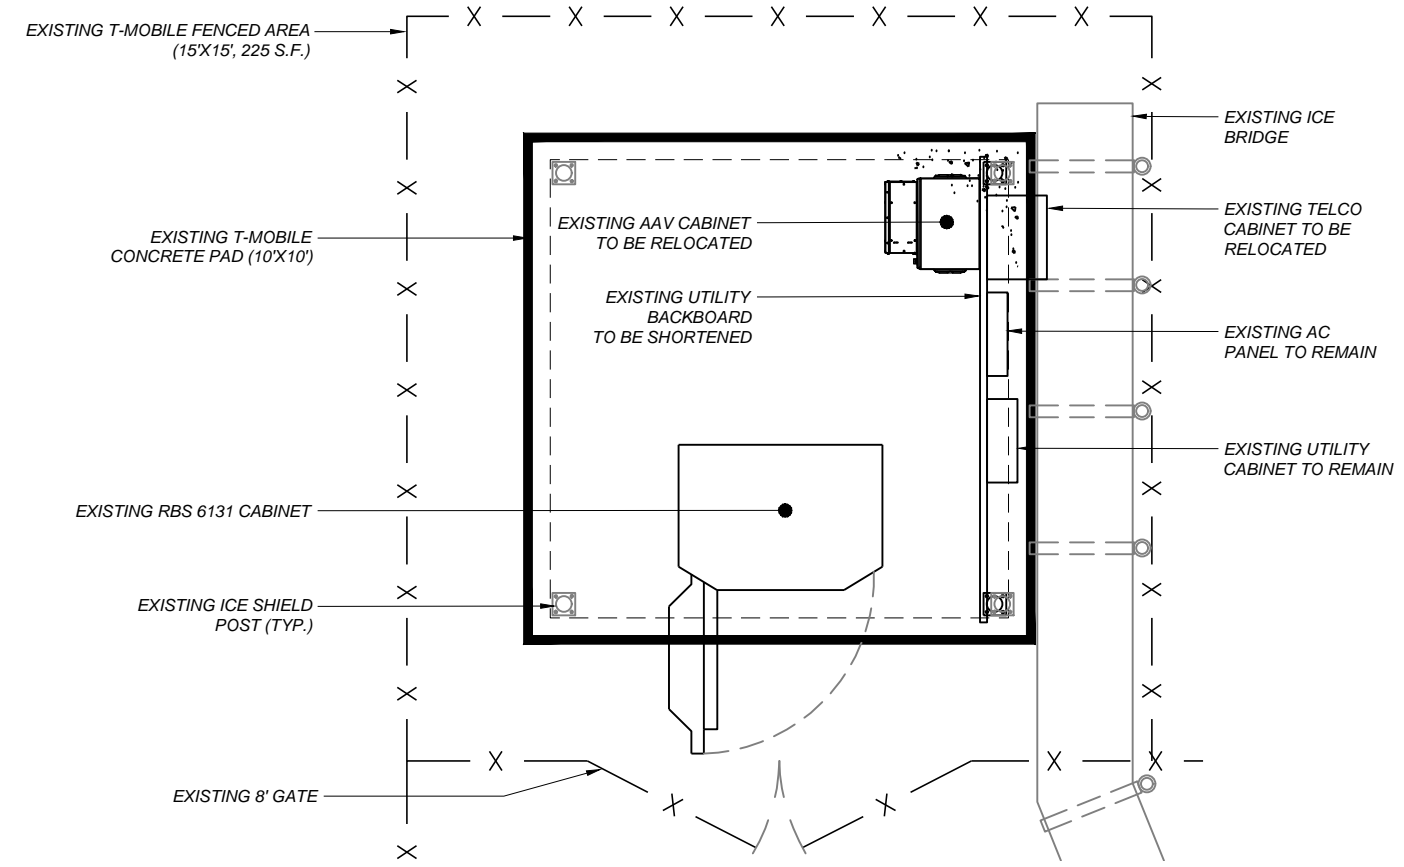 EXISTING T-MOBILE FENCED AREA
(15'X15', 225 S.F.)
EXISTING ICE
BRIDGE
EXISTING AAV CABINET
TO BE RELOCATED
EXISTING TELCO
CABINET TO BE
RELOCATED
EXISTING T-MOBILE
CONCRETE PAD (10'X10')
EXISTING UTILITY
BACKBOARD
TO BE SHORTENED
EXISTING AC
PANEL TO REMAIN
EXISTING UTILITY
CABINET TO REMAIN
EXISTING RBS 6131 CABINET
EXISTING ICE SHIELD
POST (TYP.)
EXISTING 8' GATE